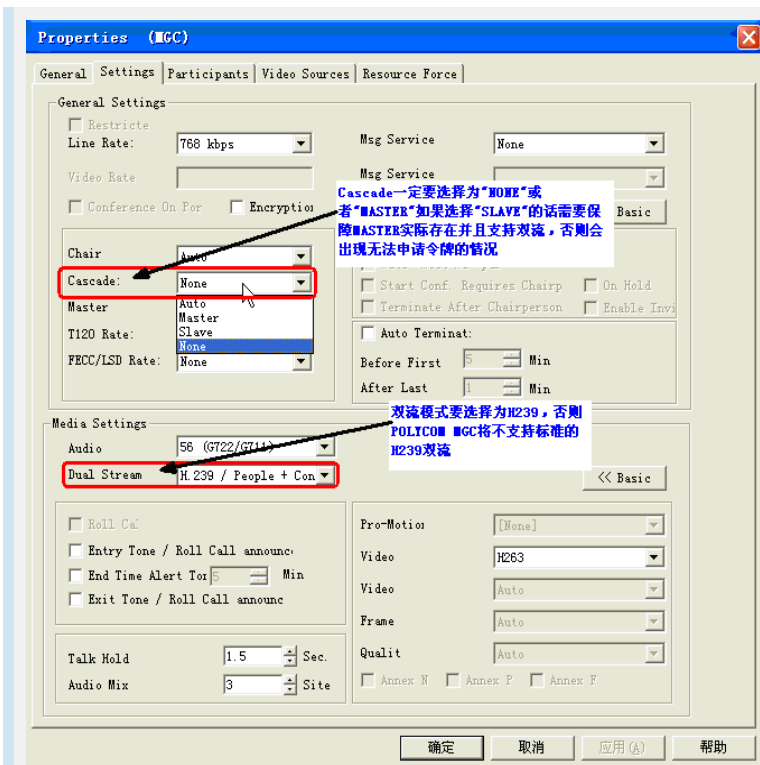 Properties (MGC)
General Settings Participants Video Sources Resource Force
General Settings
Restricte
Line Rate: 768 kbps Msg Service None
Video Rate Msg Service
Conference On Por Encryption Basic
Cascade一定要选择为"NONE"或
者"MASTER"如果选择"SLAVE"的话需要保
障MASTER实际存在并且支持双流，否则会
出现无法申请令牌的情况
Chair Auto
Cascade: None Start Conf. Requires Chairp On Hold
Master Auto Terminate After Chairperson Enable Invi
Master
T120 Rate: Slave Auto Terminat:
None
FECC/LSD Rate: None Before First 5 Min
After Last 1 Min
双流模式要选择为H239，否则
POLYCOM MGC将不支持标准的
H239双流
Media Settings
Audio 56 (G722/G711)
Dual Stream H.239 / People + Con << Basic
Roll Cal Pro-Motion [None]
Entry Tone / Roll Call announc Video H263
End Time Alert Tor 5 Min Video Auto
Exit Tone / Roll Call announc
Frame Auto
Talk Hold 1.5 Sec. Qualit Auto
Audio Mix 3 Site Annex N Annex P Annex F
确定 取消 应用(A) 帮助